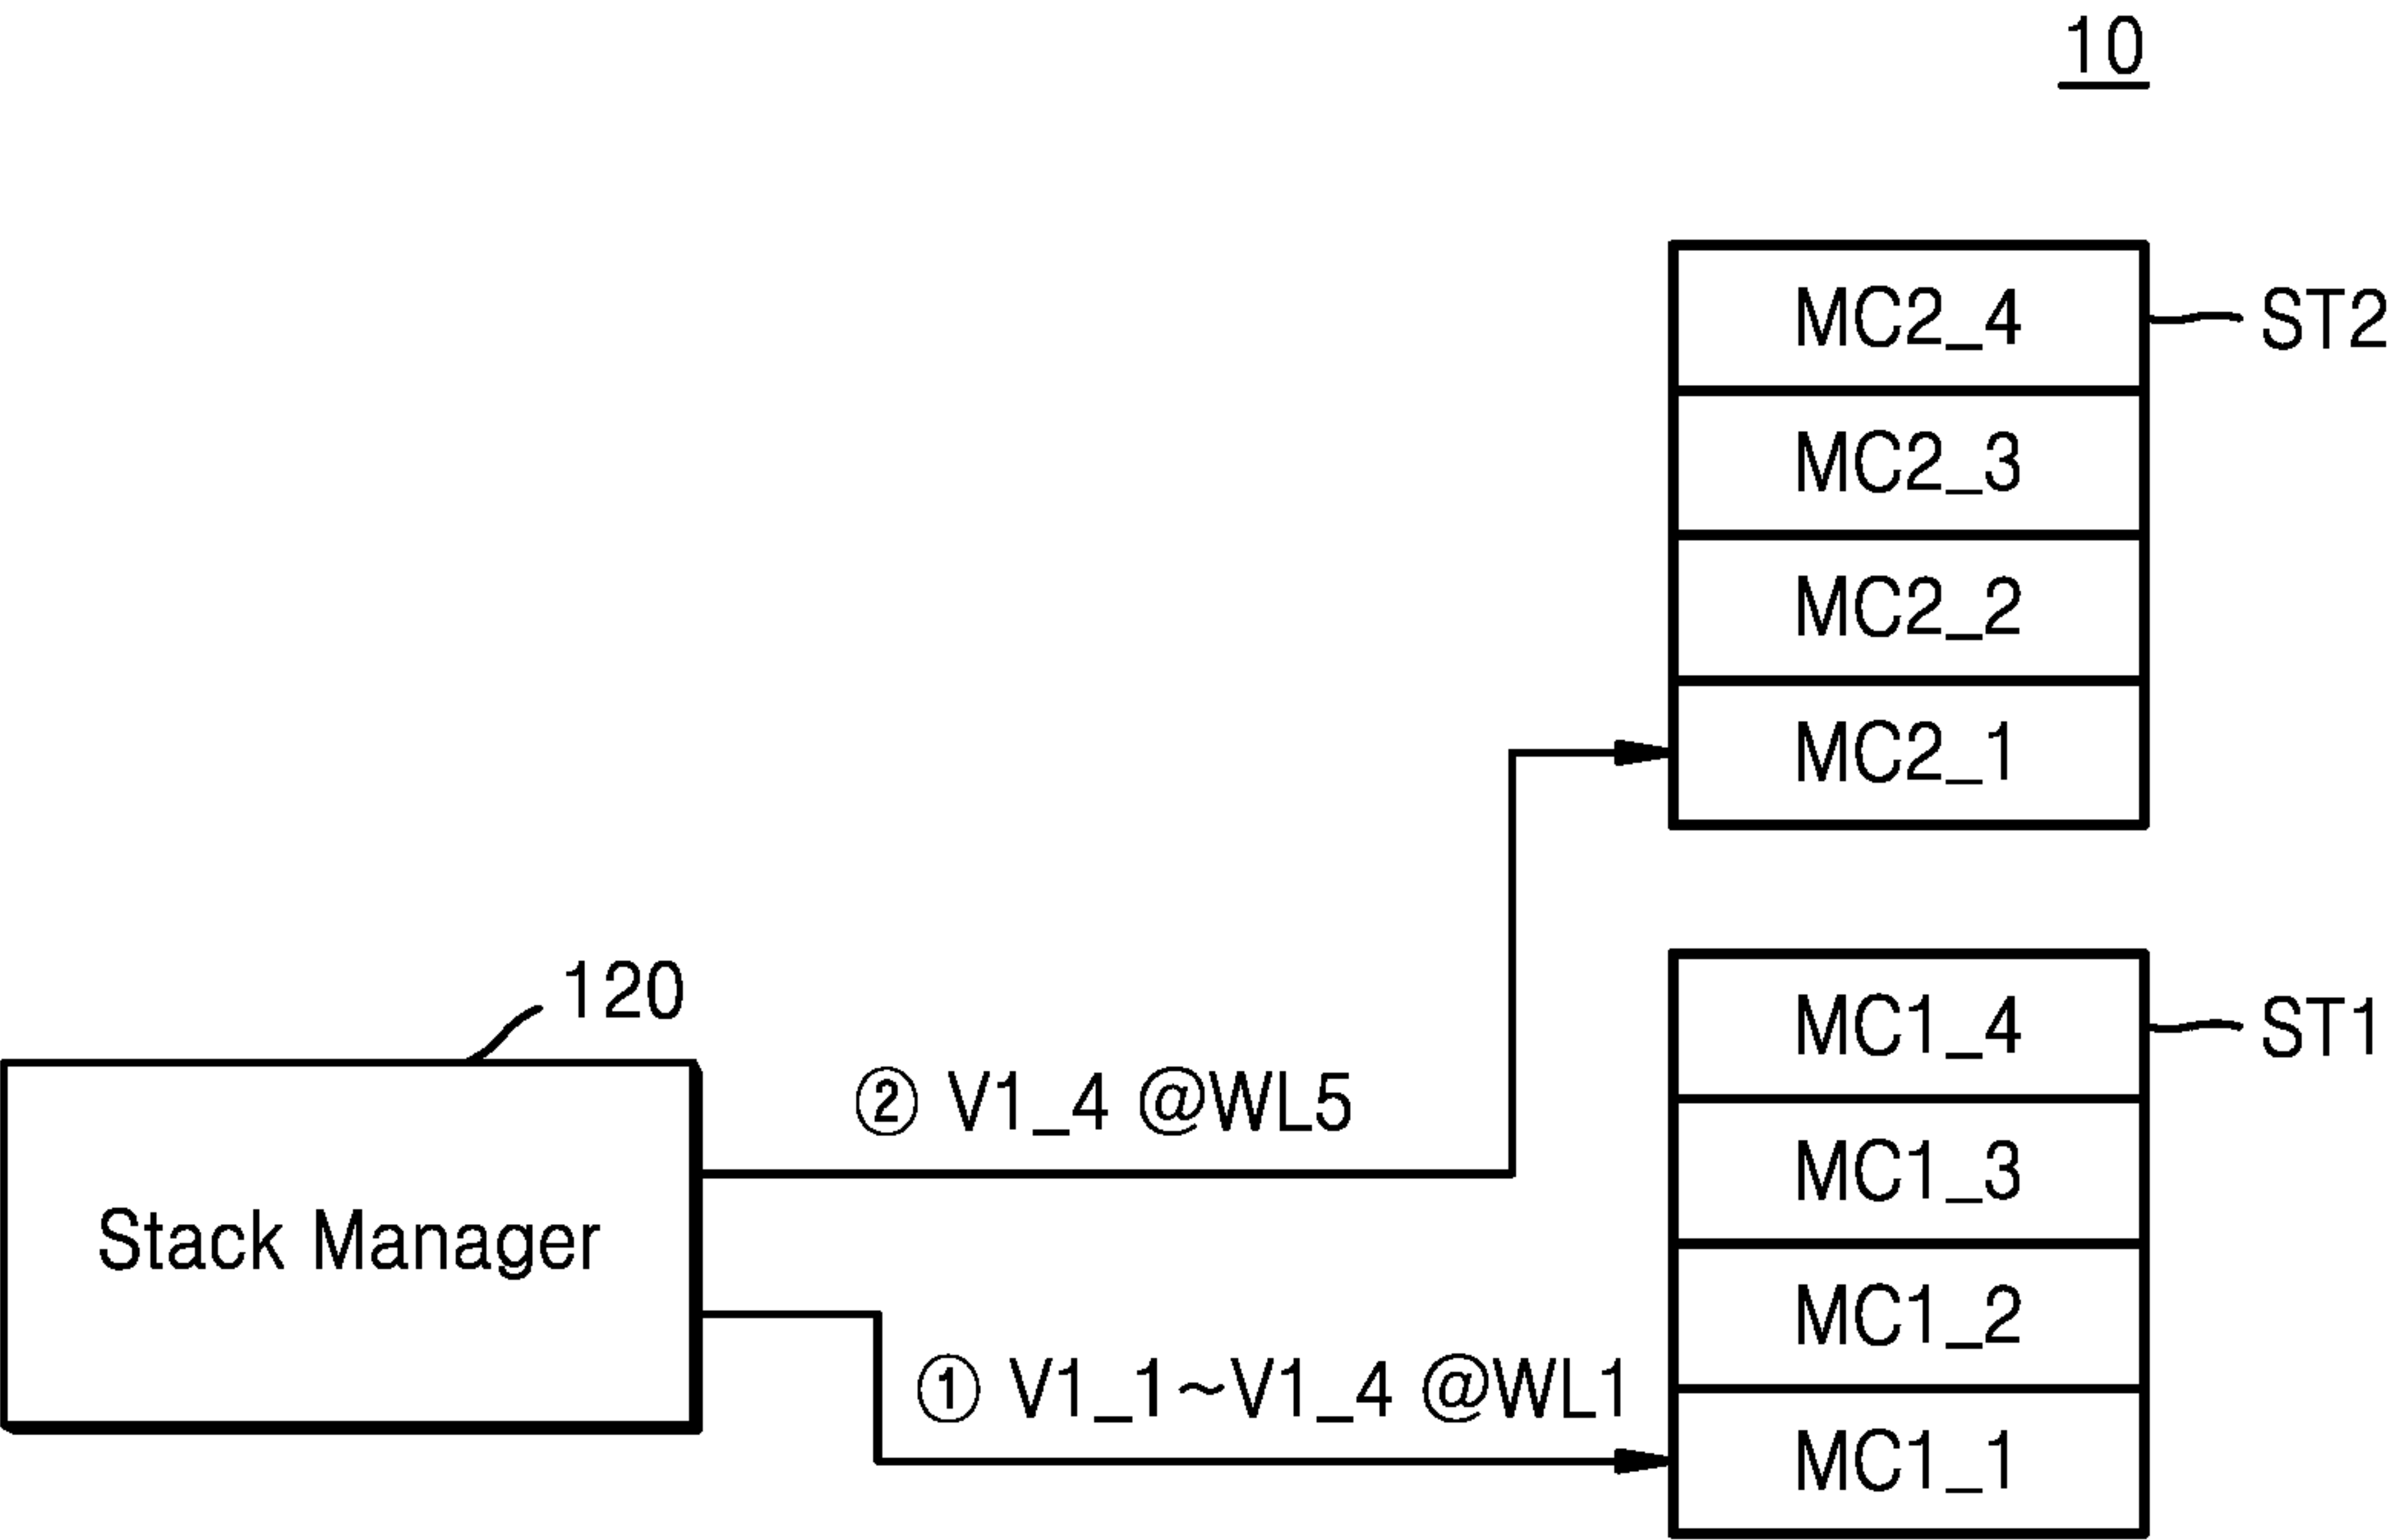 10
MC2_4
ST2
MC2_3
MC2_2
MC2_1
120
MC1_4
ST1
② V1_4 @WL5
MC1_3
Stack Manager
MC1_2
① V1_1~V1_4 @WL1
MC1_1